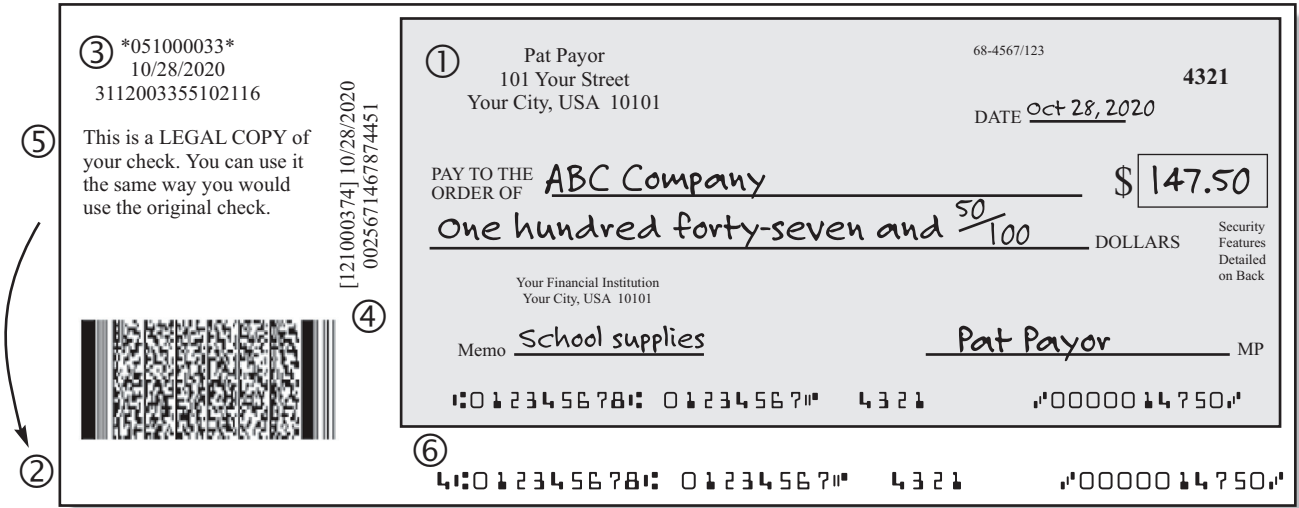 ③ *051000033*
10/28/2020
3112003355102116
⑤ This is a LEGAL COPY of
your check. You can use it
the same way you would
use the original check.
[121000374] 10/28/2020
00256714678744​51
④
②
① Pat Payor
101 Your Street
Your City, USA 10101
68-4567/123
4321
DATE Oct 28, 2020
PAY TO THE
ORDER OF ABC Company $ 147.50
One hundred forty-seven and 50/100 DOLLARS
Security
Features
Detailed
on Back
Your Financial Institution
Your City, USA 10101
Memo School supplies Pat Payor MP
⑆012345678⑆ 01234567⑈ 4321 ⑇0000014750⑇
⑥
4⑆012345678⑆ 01234567⑈ 4321 ⑇0000014750⑇